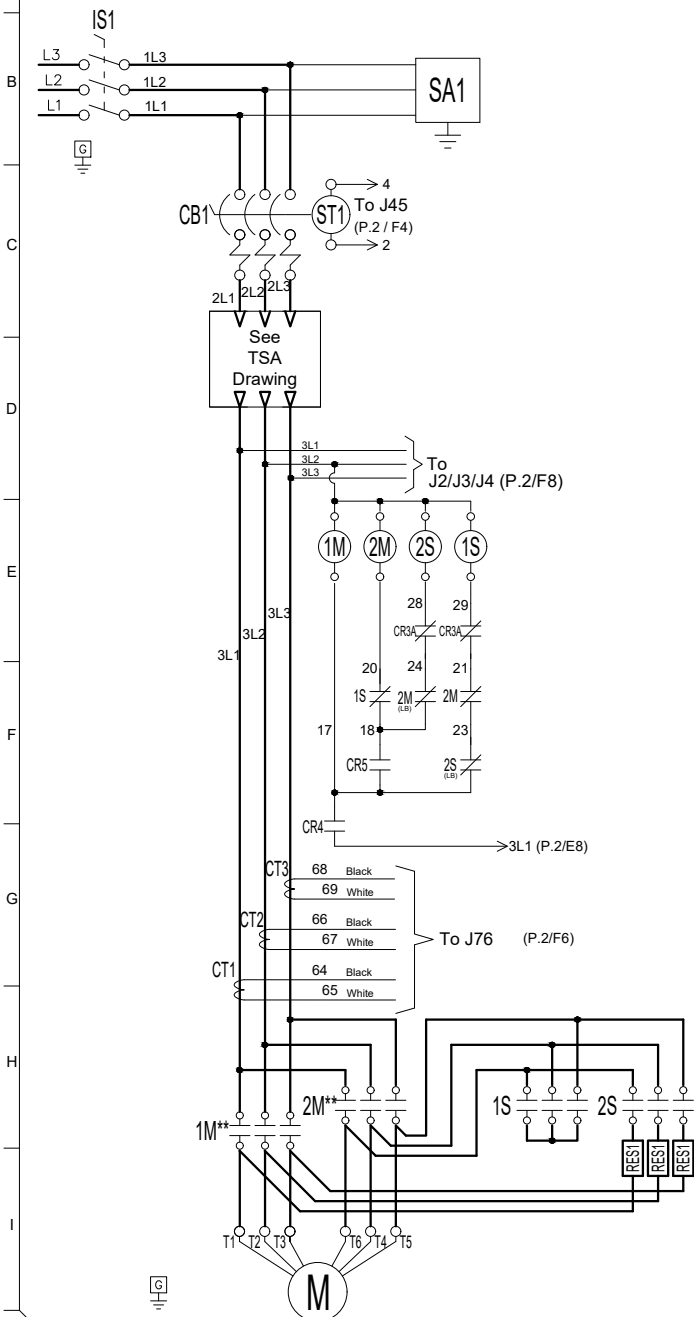 IS1
L3 1L3
B L2 1L2 SA1
L1 1L1
G
4
CB1 ST1 To J45
C (P.2 / F4)
2
2L1 2L2 2L3
See
TSA
D Drawing
3L1
3L2 To
3L3 J2/J3/J4 (P.2/F8)
1M 2M 2S 1S
E
28 29
3L3 CR3A CR3A
3L2
3L1 20 24 21
1S 2M 2M
(LB)
F 17 18 23
CR5 2S
(LB)
CR4
3L1 (P.2/E8)
CT3 68 Black
G 69 White
CT2 66 Black
67 White To J76 (P.2/F6)
CT1 64 Black
65 White
H
2M** 1S 2S
1M**
RES1 RES1 RES1
I
T1 T2 T3 T6 T4 T5
G M